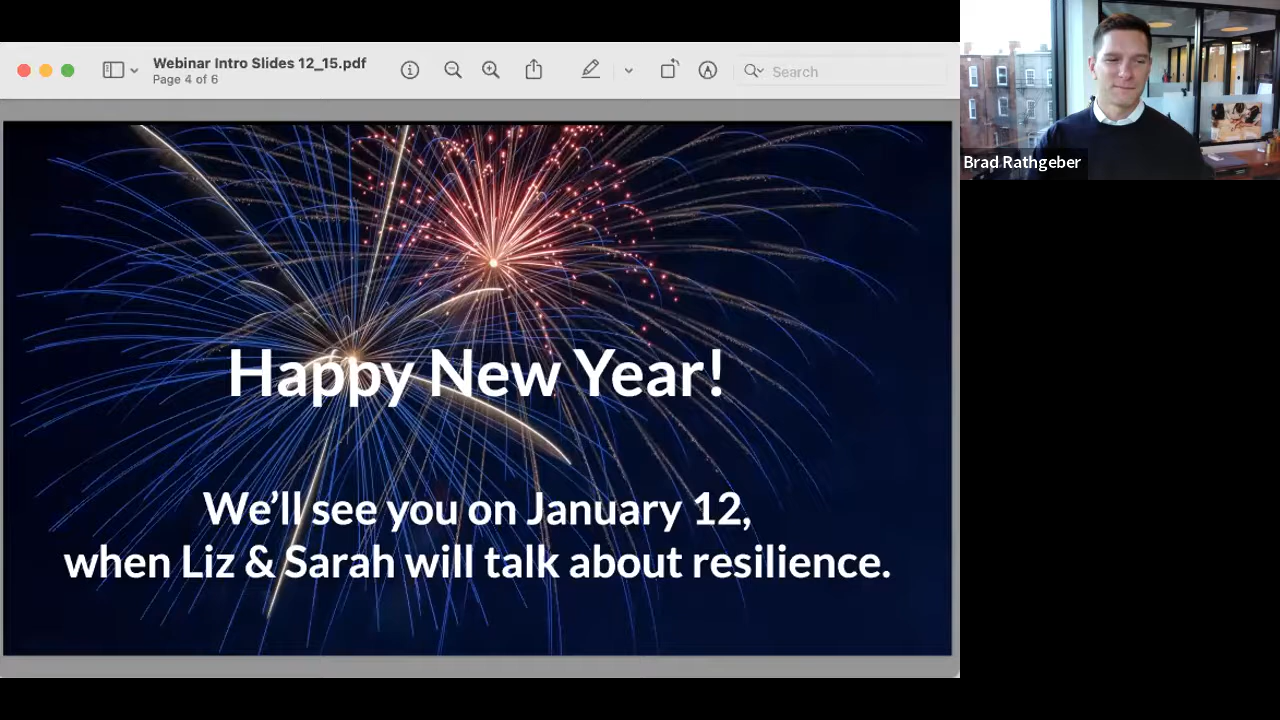 Webinar Intro Slides 12_15.pdf
Page 4 of 6
Search
Brad Rathgeber
Happy New Year!
We’ll see you on January 12,
when Liz & Sarah will talk about resilience.